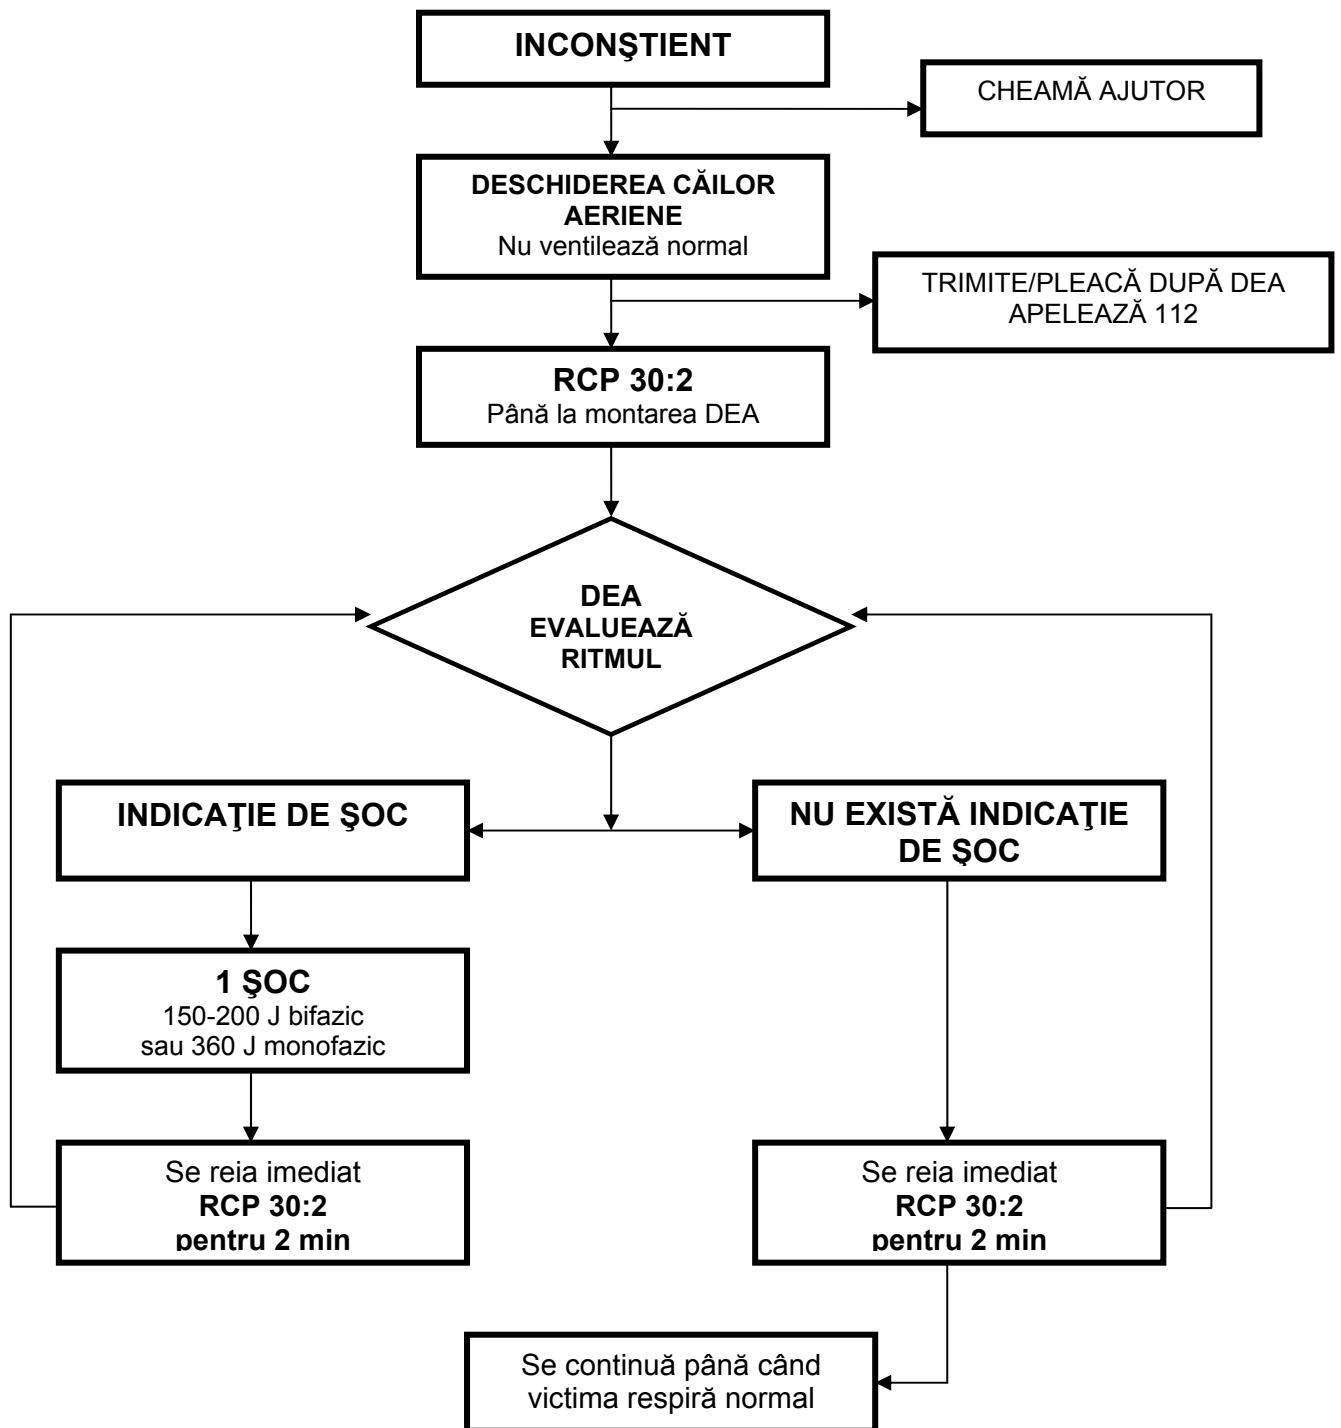 INCONŞTIENT
CHEAMĂ AJUTOR
DESCHIDEREA CĂILOR
AERIENE
Nu ventilează normal
TRIMITE/PLEACĂ DUPĂ DEA
APELEAZĂ 112
RCP 30:2
Până la montarea DEA
DEA
EVALUEAZĂ
RITMUL
INDICAŢIE DE ŞOC
NU EXISTĂ INDICAŢIE
DE ŞOC
1 ŞOC
150-200 J bifazic
sau 360 J monofazic
Se reia imediat
RCP 30:2
pentru 2 min
Se reia imediat
RCP 30:2
pentru 2 min
Se continuă până când
victima respiră normal